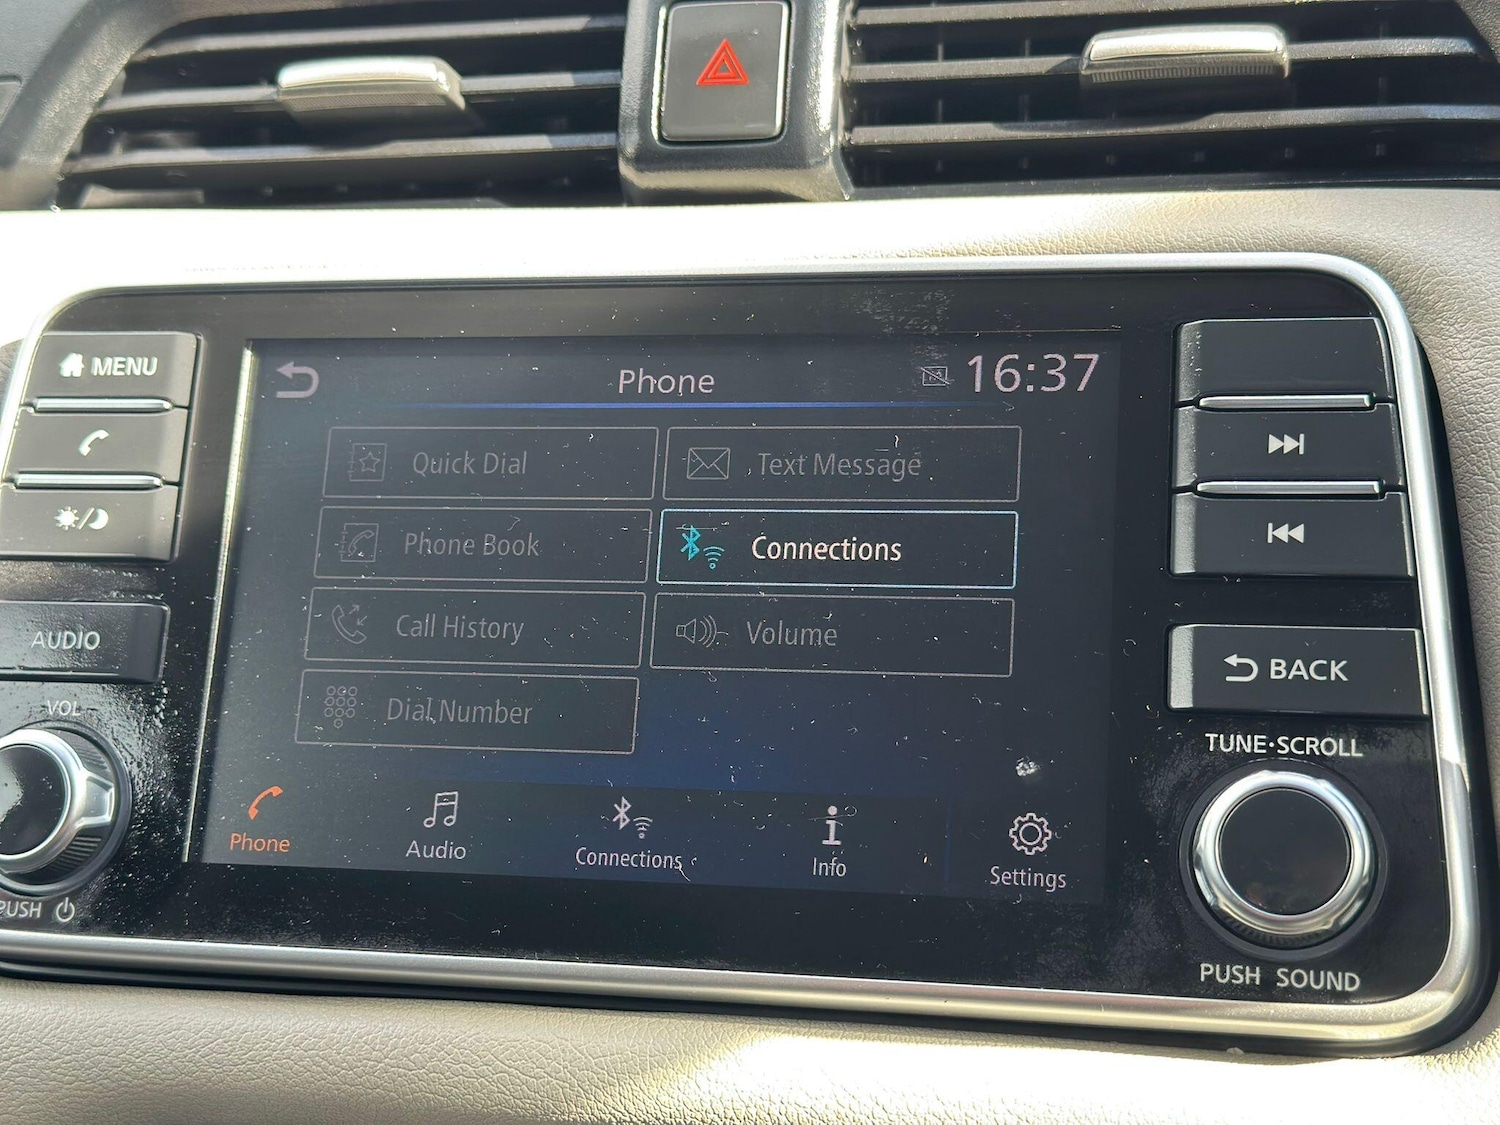 MENU
AUDIO
VOL
PUSH
Phone
16:37
Quick Dial
Text Message
Phone Book
Connections
Call History
Volume
Dial Number
Phone
Audio
Connections
Info
Settings
BACK
TUNE•SCROLL
PUSH SOUND